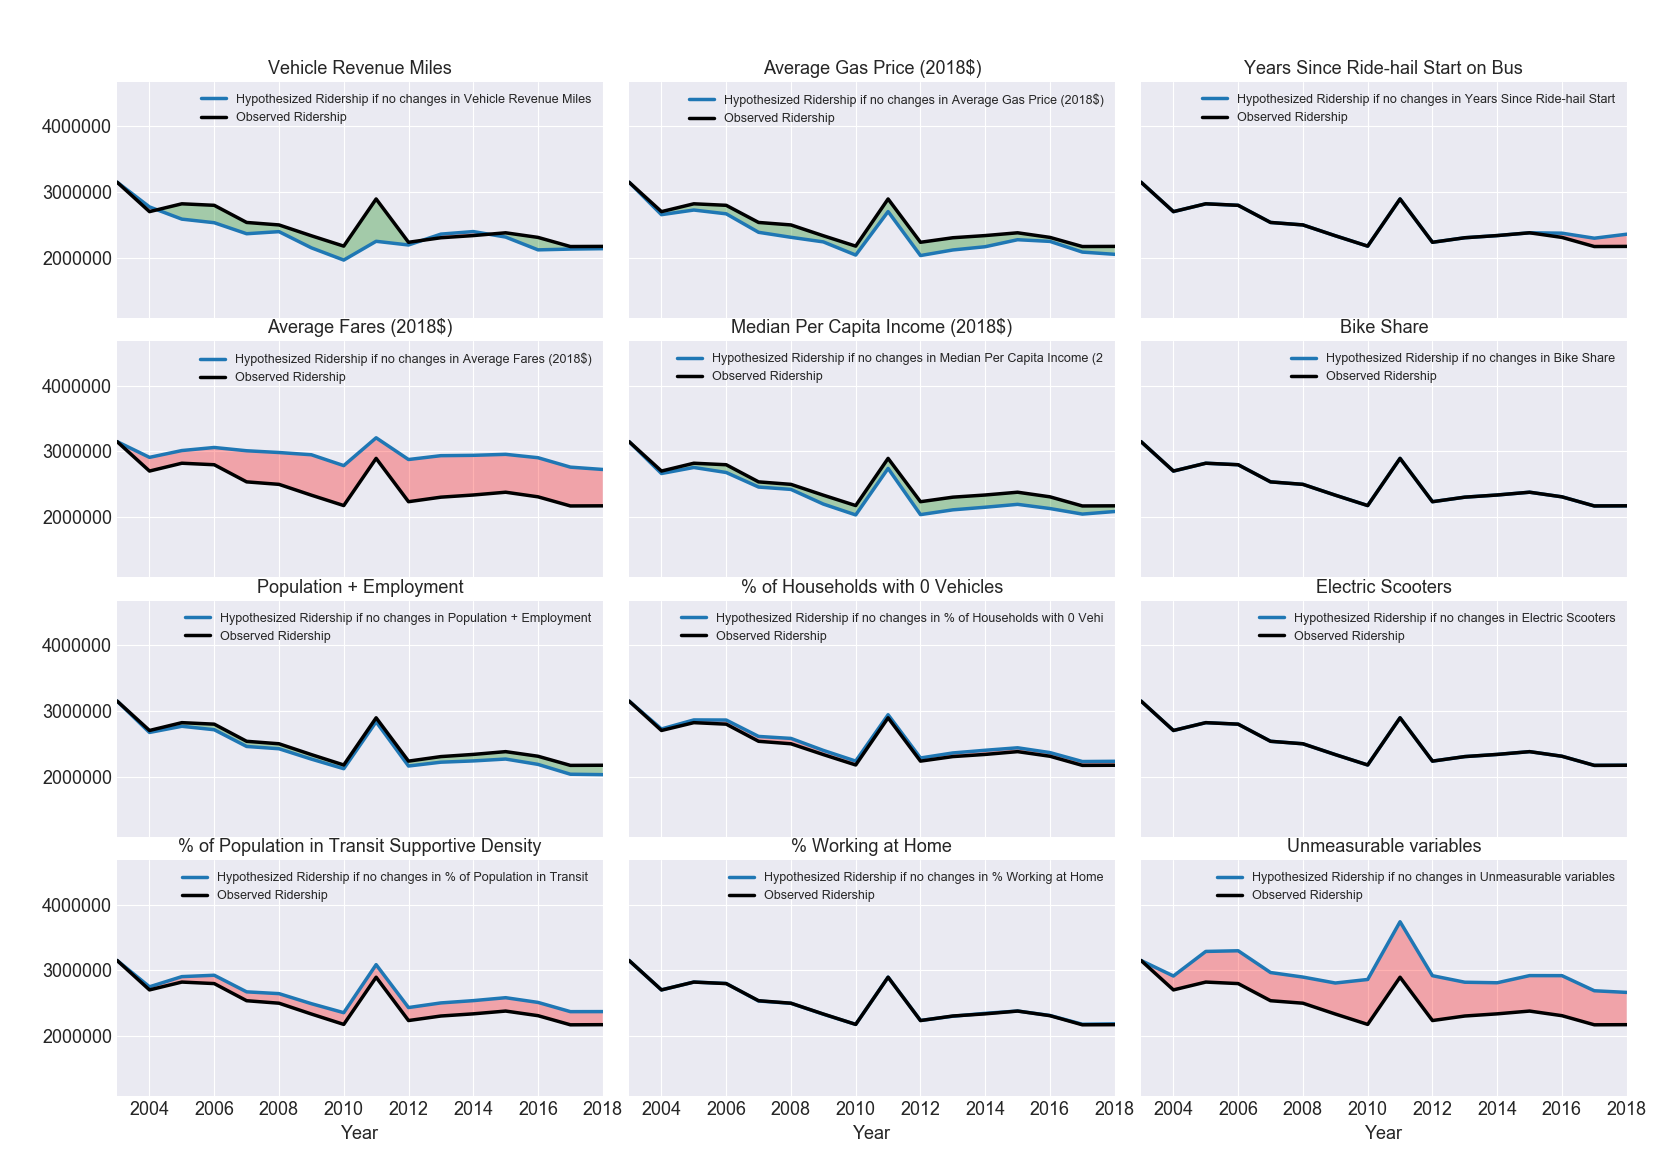 Vehicle Revenue Miles
Hypothesized Ridership if no changes in Vehicle Revenue Miles
Observed Ridership
4000000
3000000
2000000
Average Gas Price (2018$)
Hypothesized Ridership if no changes in Average Gas Price (2018$)
Observed Ridership
Years Since Ride-hail Start on Bus
Hypothesized Ridership if no changes in Years Since Ride-hail Start
Observed Ridership
Average Fares (2018$)
Hypothesized Ridership if no changes in Average Fares (2018$)
Observed Ridership
4000000
3000000
2000000
Median Per Capita Income (2018$)
Hypothesized Ridership if no changes in Median Per Capita Income (2
Observed Ridership
Bike Share
Hypothesized Ridership if no changes in Bike Share
Observed Ridership
Population + Employment
Hypothesized Ridership if no changes in Population + Employment
Observed Ridership
4000000
3000000
2000000
% of Households with 0 Vehicles
Hypothesized Ridership if no changes in % of Households with 0 Vehi
Observed Ridership
Electric Scooters
Hypothesized Ridership if no changes in Electric Scooters
Observed Ridership
% of Population in Transit Supportive Density
Hypothesized Ridership if no changes in % of Population in Transit
Observed Ridership
4000000
3000000
2000000
2004 2006 2008 2010 2012 2014 2016 2018
Year
% Working at Home
Hypothesized Ridership if no changes in % Working at Home
Observed Ridership
2004 2006 2008 2010 2012 2014 2016 2018
Year
Unmeasurable variables
Hypothesized Ridership if no changes in Unmeasurable variables
Observed Ridership
2004 2006 2008 2010 2012 2014 2016 2018
Year